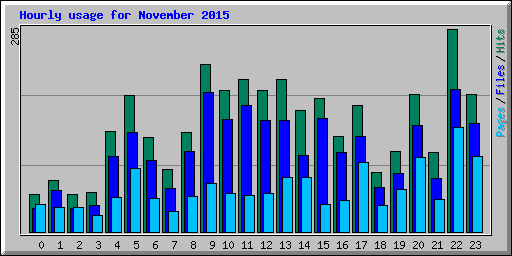 Hourly usage for November 2015
285
Pages / Files / Hits
0 1 2 3 4 5 6 7 8 9 10 11 12 13 14 15 16 17 18 19 20 21 22 23